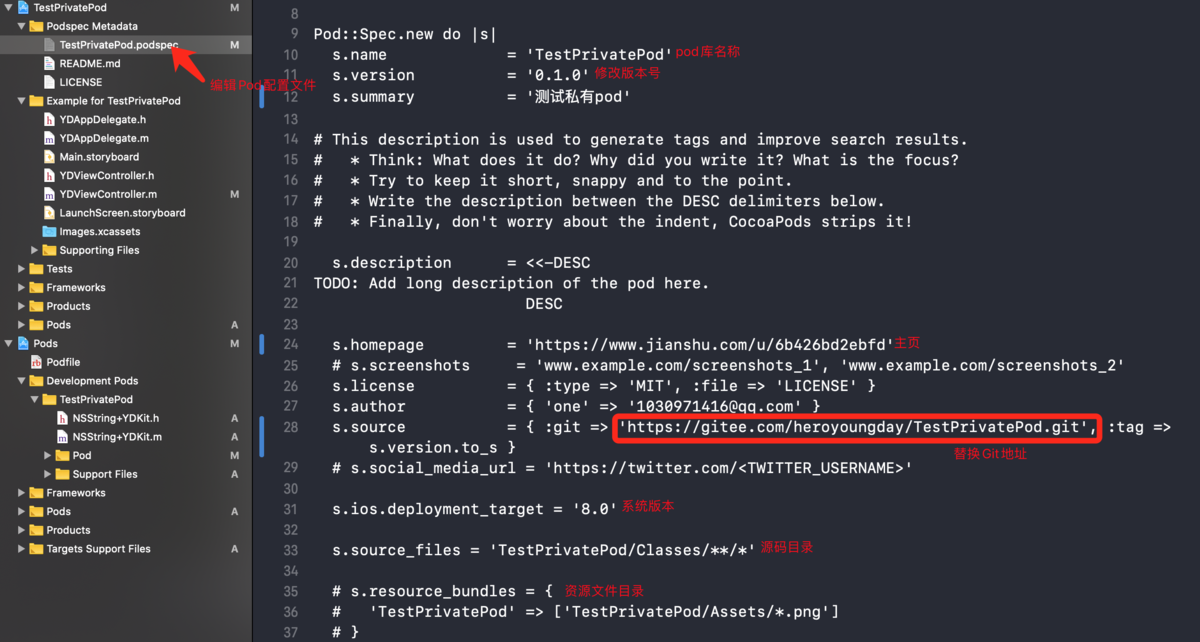 TestPrivatePod M
Podspec Metadata
TestPrivatePod.podspec M
README.md
LICENSE
编辑Pod配置文件
Example for TestPrivatePod
YDAppDelegate.h
YDAppDelegate.m
Main.storyboard
YDViewController.h
YDViewController.m M
LaunchScreen.storyboard
Images.xcassets
Supporting Files
Tests
Frameworks
Products
Pods A
Pods M
Podfile
Development Pods
TestPrivatePod
NSString+YDKit.h A
NSString+YDKit.m A
Pod M
Support Files A
Frameworks
Pods A
Products
Targets Support Files A
8
9 Pod::Spec.new do |s|
10 s.name = 'TestPrivatePod' pod库名称
11 s.version = '0.1.0' 修改版本号
12 s.summary = '测试私有pod'
13
14 # This description is used to generate tags and improve search results.
15 # * Think: What does it do? Why did you write it? What is the focus?
16 # * Try to keep it short, snappy and to the point.
17 # * Write the description between the DESC delimiters below.
18 # * Finally, don't worry about the indent, CocoaPods strips it!
19
20 s.description = <<-DESC
21 TODO: Add long description of the pod here.
22 DESC
23
24 s.homepage = 'https://www.jianshu.com/u/6b426bd2ebfd' 主页
25 # s.screenshots = 'www.example.com/screenshots_1', 'www.example.com/screenshots_2'
26 s.license = { :type => 'MIT', :file => 'LICENSE' }
27 s.author = { 'one' => '1030971416@qq.com' }
28 s.source = { :git => 'https://gitee.com/heroyoungday/TestPrivatePod.git', :tag =>
s.version.to_s }
替换Git地址
29 # s.social_media_url = 'https://twitter.com/<TWITTER_USERNAME>'
30
31 s.ios.deployment_target = '8.0' 系统版本
32
33 s.source_files = 'TestPrivatePod/Classes/**/*' 源码目录
34
35 # s.resource_bundles = { 资源文件目录
36 # 'TestPrivatePod' => ['TestPrivatePod/Assets/*.png']
37 # }